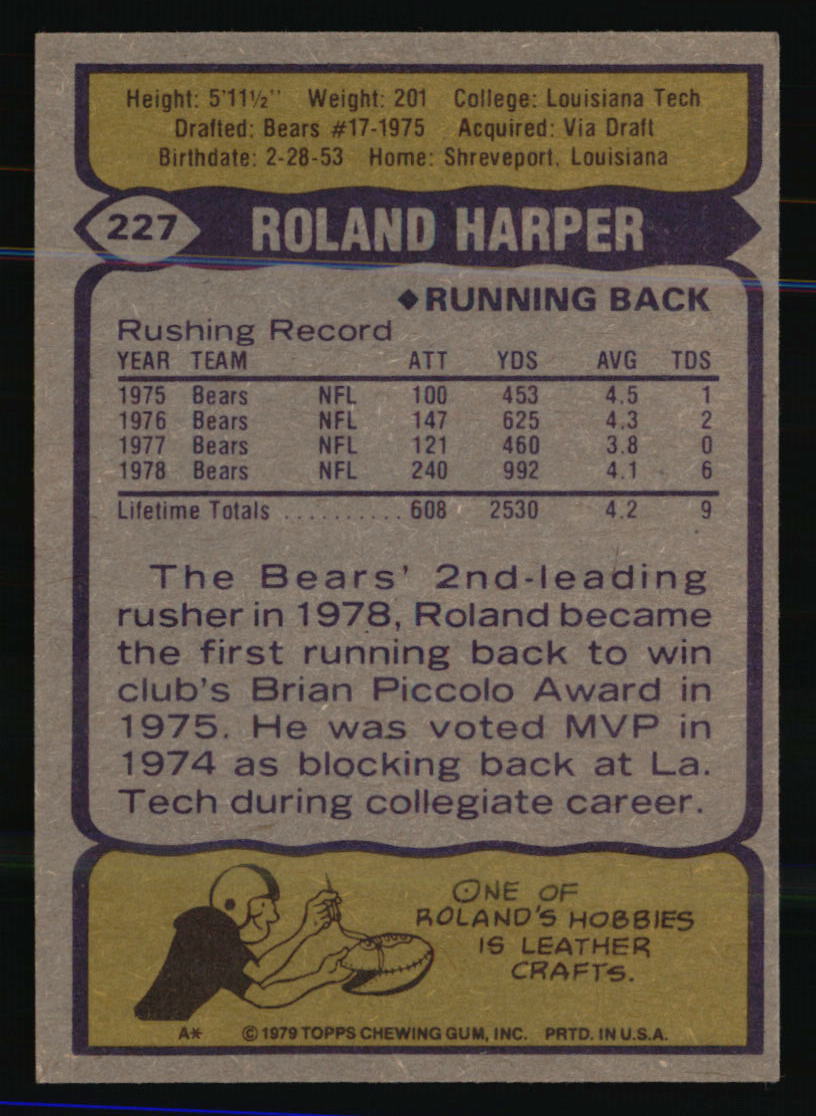 Height: 5'11½" Weight: 201 College: Louisiana Tech
Drafted: Bears #17-1975 Acquired: Via Draft
Birthdate: 2-28-53 Home: Shreveport, Louisiana
227 ROLAND HARPER
◆RUNNING BACK
Rushing Record
YEAR TEAM ATT YDS AVG TDS
1975 Bears NFL 100 453 4.5 1
1976 Bears NFL 147 625 4.3 2
1977 Bears NFL 121 460 3.8 0
1978 Bears NFL 240 992 4.1 6
Lifetime Totals .......... 608 2530 4.2 9
The Bears' 2nd-leading
rusher in 1978, Roland became
the first running back to win
club's Brian Piccolo Award in
1975. He was voted MVP in
1974 as blocking back at La.
Tech during collegiate career.
ONE OF
ROLAND'S HOBBIES
IS LEATHER
CRAFTS.
A* © 1979 TOPPS CHEWING GUM, INC. PRTD. IN U.S.A.